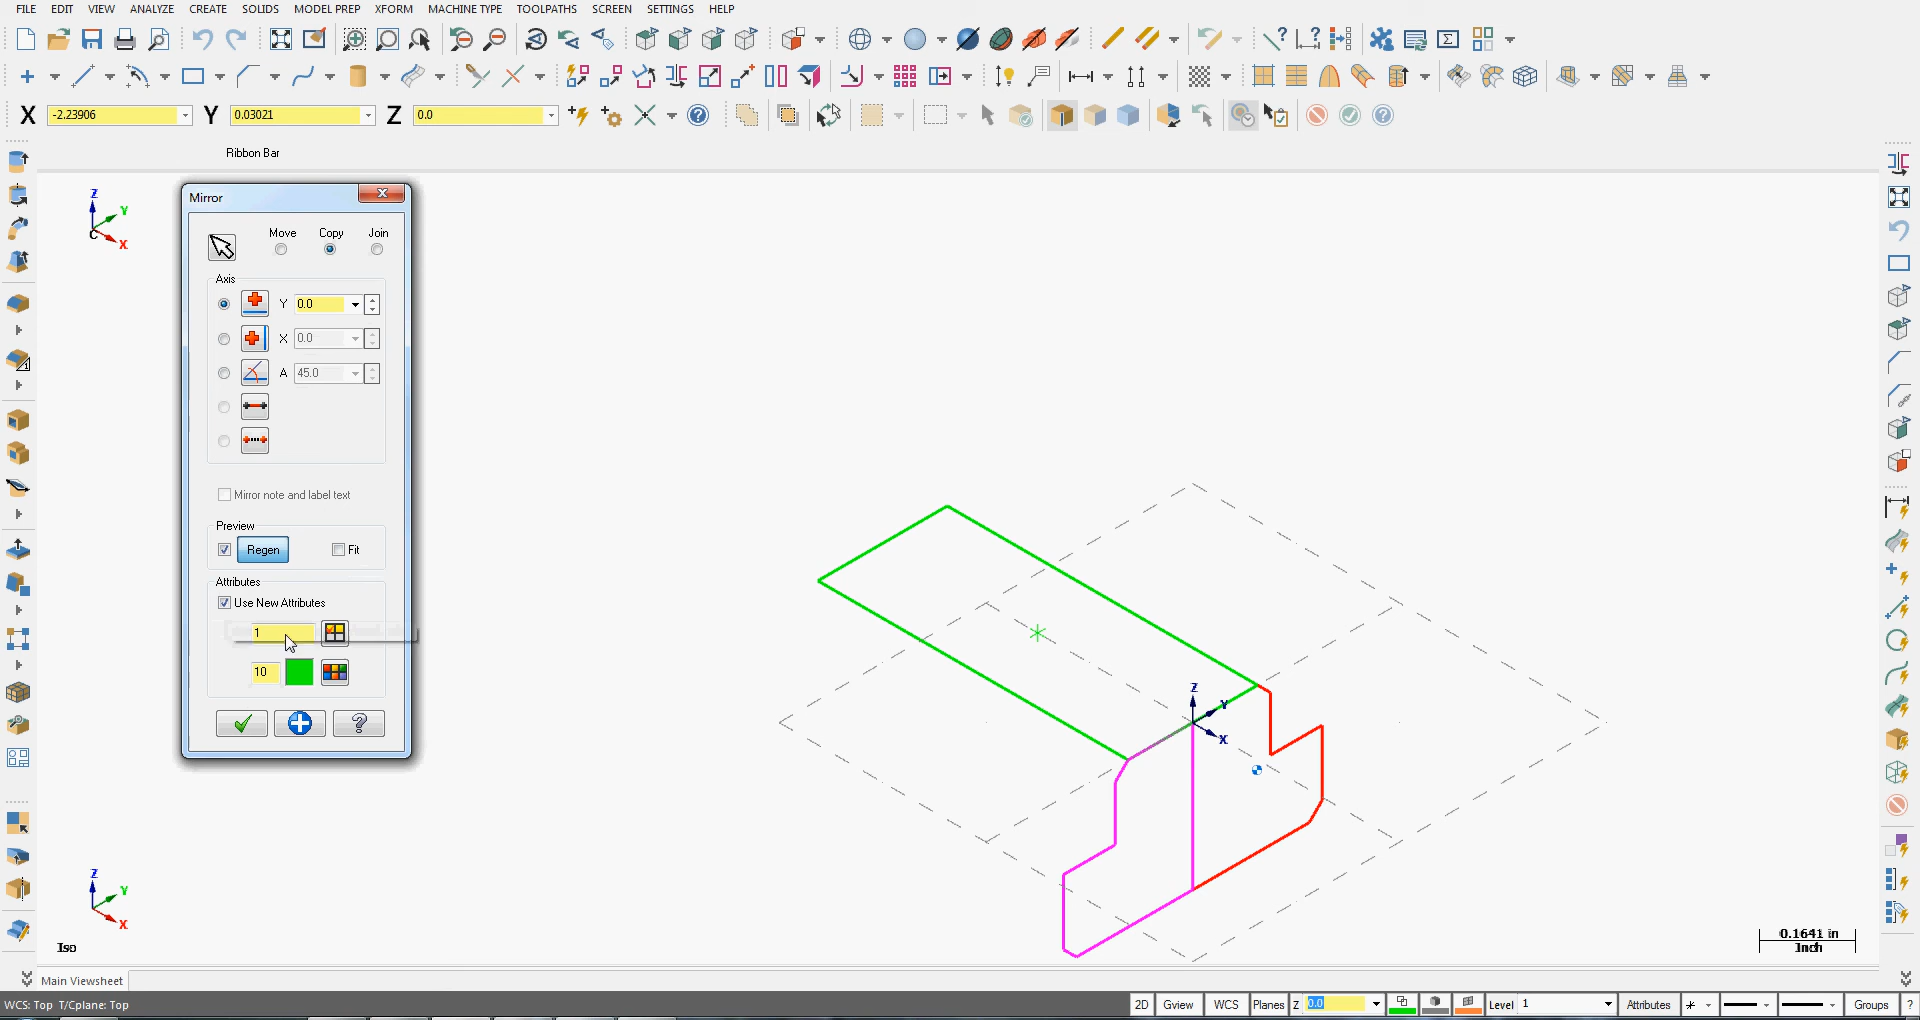 FILE EDIT VIEW ANALYZE CREATE SOLIDS MODEL PREP XFORM MACHINE TYPE TOOLPATHS SCREEN SETTINGS HELP
X -2.23906 Y 0.03021 Z 0.0
Ribbon Bar
Z
Y
C
X
Mirror
Move Copy Join
Axis
Y 0.0
X 0.0
A 45.0
Mirror note and label text
Preview
Regen Fit
Attributes
Use New Attributes
1
10
Z
Y
X
Z
Y
X
Iso
0.1641 in
Inch
Main Viewsheet
WCS: Top T/Cplane: Top 2D Gview WCS Planes Z 0.0 Level 1 Attributes Groups ?